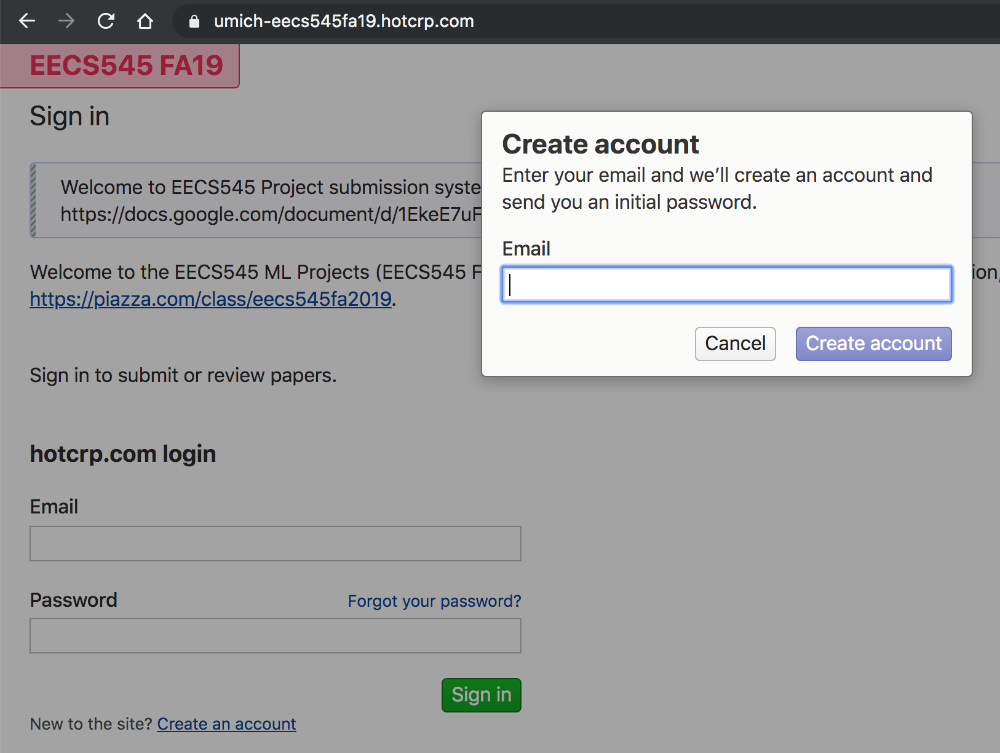 umich-eecs545fa19.hotcrp.com
EECS545 FA19
Sign in
Welcome to EECS545 Project submission syste
https://docs.google.com/document/d/1EkeE7uF
Welcome to the EECS545 ML Projects (EECS545 F
ion,
https://piazza.com/class/eecs545fa2019.
Sign in to submit or review papers.
hotcrp.com login
Email
Password
Forgot your password?
Sign in
New to the site? Create an account
Create account
Enter your email and we’ll create an account and
send you an initial password.
Email
Cancel
Create account